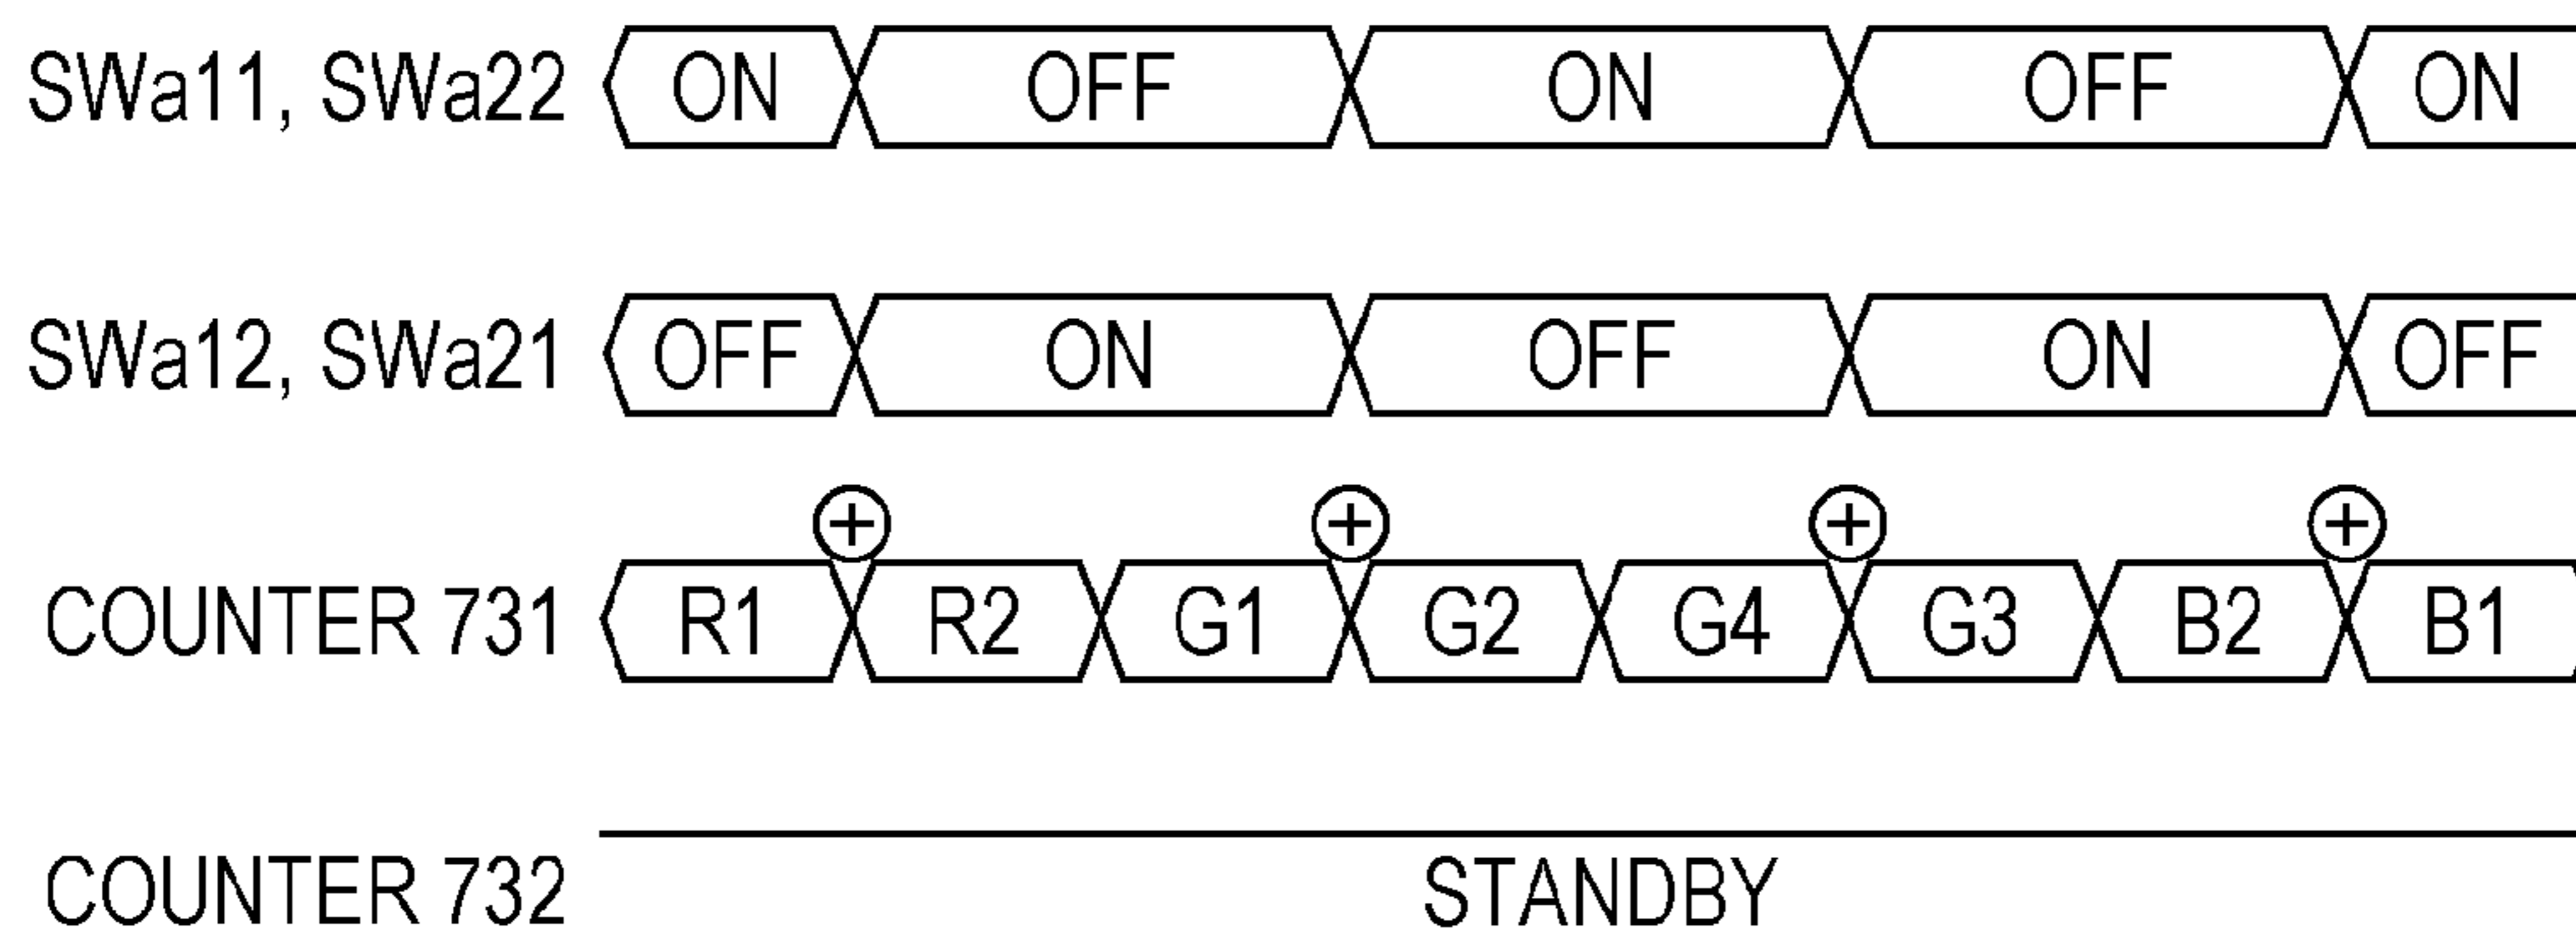 SWa11, SWa22 ON OFF ON OFF ON
SWa12, SWa21 OFF ON OFF ON OFF
+ + + +
COUNTER 731 R1 R2 G1 G2 G4 G3 B2 B1
COUNTER 732 STANDBY